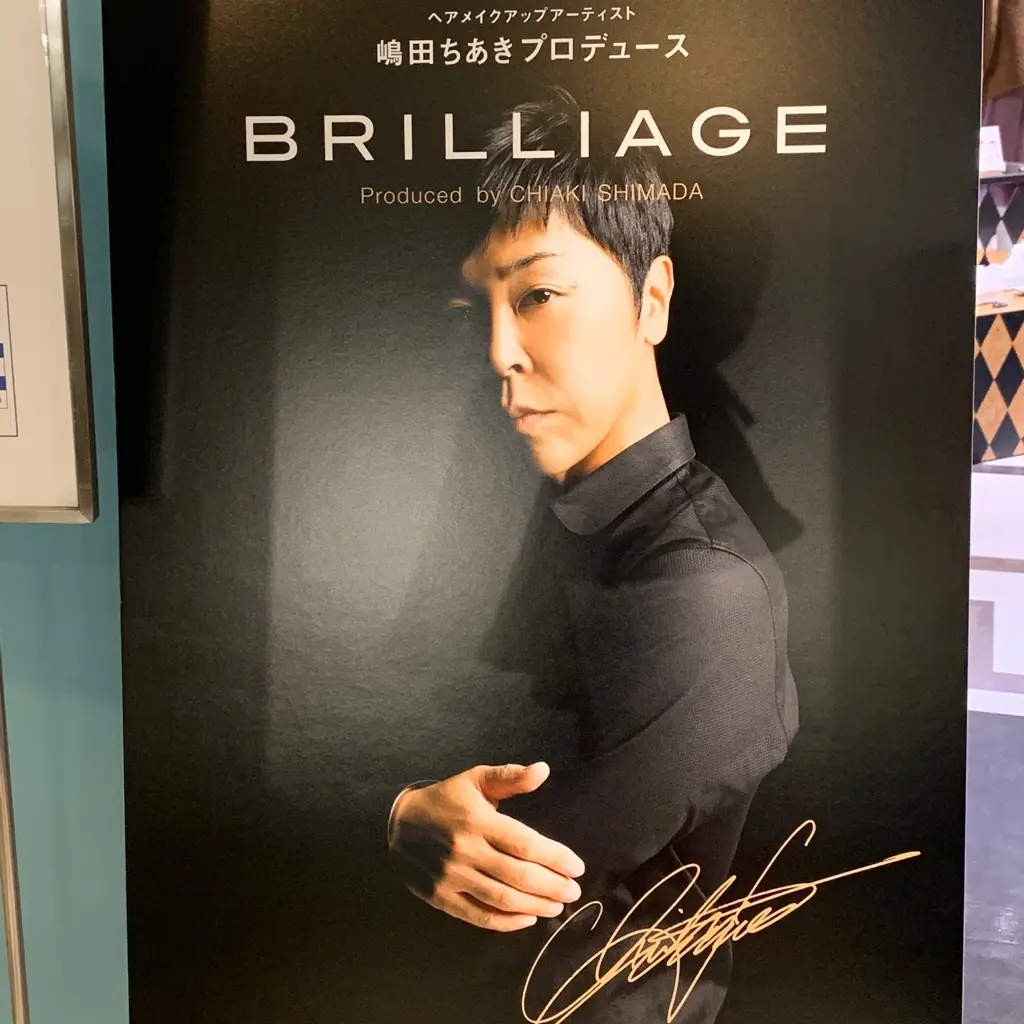 ヘアメイクアップアーティスト
嶋田ちあきプロデュース
BRILLIAGE
Produced by CHIAKI SHIMADA